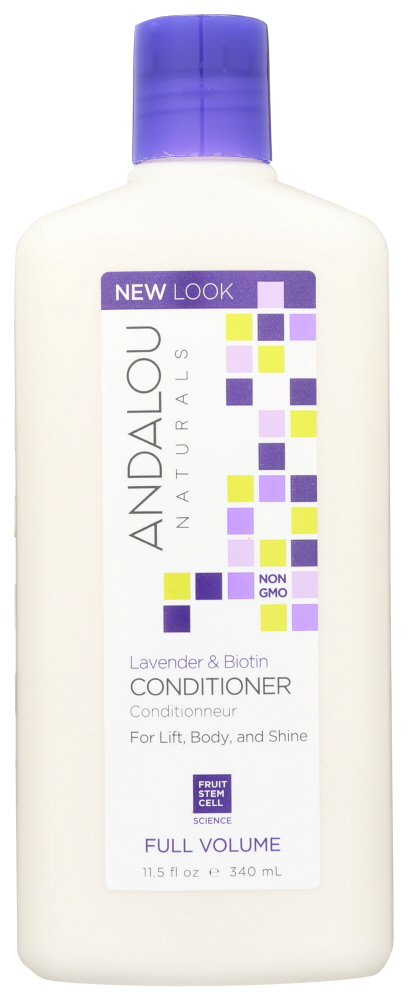 NEW LOOK
ANDALOU
NATURALS
NON
GMO
Lavender & Biotin
CONDITIONER
Conditionneur
For Lift, Body, and Shine
FRUIT
STEM
CELL
SCIENCE
FULL VOLUME
11.5 fl oz ℮ 340 mL